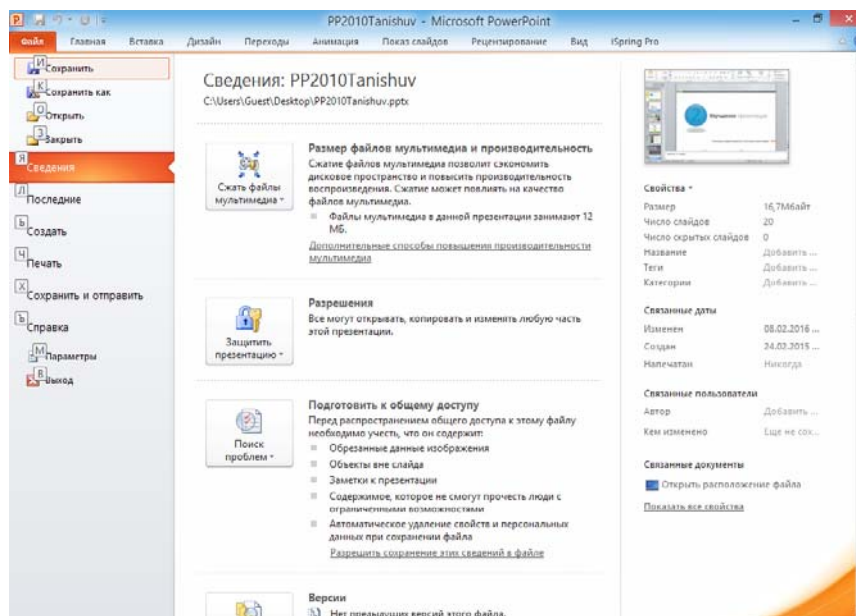 PP2010Tanishuv - Microsoft PowerPoint
Файл Главная Вставка Дизайн Переходы Анимация Показ слайдов Рецензирование Вид iSpring Pro
И Сохранить
К Сохранить как
О Открыть
З Закрыть
Я Сведения
Л Последние
Ь Создать
Ч Печать
Х Сохранить и отправить
Ъ Справка
М Параметры
В Выход
Сведения: PP2010Tanishuv
C:\Users\Guest\Desktop\PP2010Tanishuv.pptx
Сжать файлы
мультимедиа
Размер файлов мультимедиа и производительность
Сжатие файлов мультимедиа позволит сэкономить
дисковое пространство и повысить производительность
воспроизведения. Сжатие может повлиять на качество
файлов мультимедиа.
Файлы мультимедиа в данной презентации занимают 12
МБ.
Дополнительные способы повышения производительности
мультимедиа
Защитить
презентацию
Разрешения
Все могут открывать, копировать и изменять любую часть
этой презентации.
Поиск
проблем
Подготовить к общему доступу
Перед распространением общего доступа к этому файлу
необходимо учесть, что он содержит:
Обрезанные данные изображения
Объекты вне слайда
Заметки к презентации
Содержимое, которое не смогут прочесть люди с
ограниченными возможностями
Автоматическое удаление свойств и персональных
данных при сохранении файла
Разрешить сохранение этих сведений в файле
Версии
Нет предыдущих версий этого файла.
Свойства
Размер 16,7Мбайт
Число слайдов 20
Число скрытых слайдов 0
Название Добавить ...
Теги Добавить ...
Категории Добавить ...
Связанные даты
Изменен 08.02.2016 ...
Создан 24.02.2015 ...
Напечатан Никогда
Связанные пользователи
Автор Добавить ...
Кем изменено Еще не сох...
Связанные документы
Открыть расположение файла
Показать все свойства